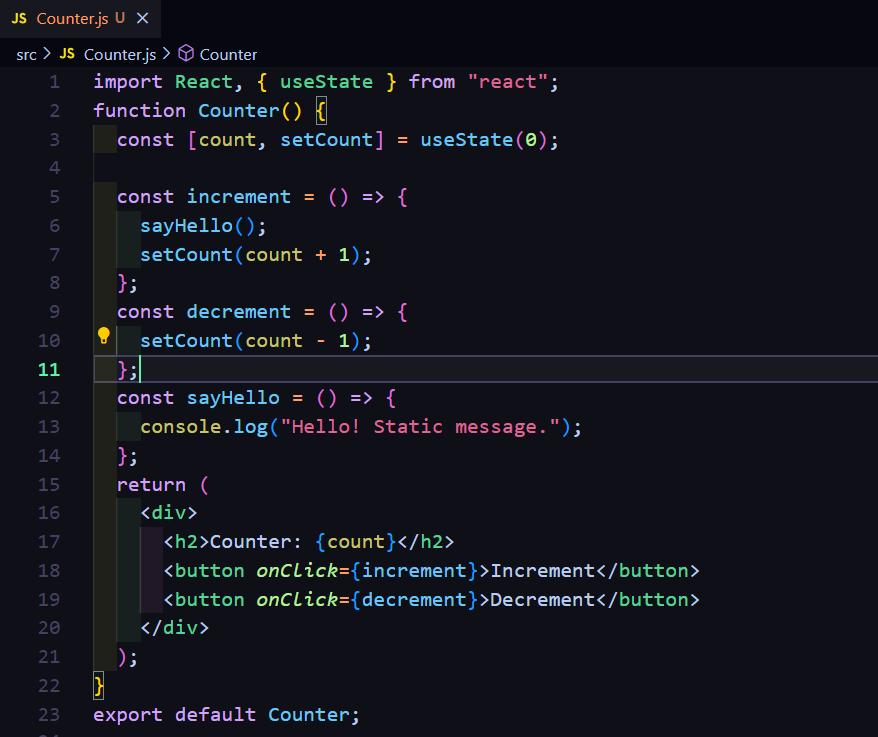 JS Counter.js U
src > JS Counter.js > Counter
1 import React, { useState } from "react";
2 function Counter() {
3   const [count, setCount] = useState(0);
4
5   const increment = () => {
6     sayHello();
7     setCount(count + 1);
8   };
9   const decrement = () => {
10     setCount(count - 1);
11   };
12   const sayHello = () => {
13     console.log("Hello! Static message.");
14   };
15   return (
16     <div>
17       <h2>Counter: {count}</h2>
18       <button onClick={increment}>Increment</button>
19       <button onClick={decrement}>Decrement</button>
20     </div>
21   );
22 }
23 export default Counter;